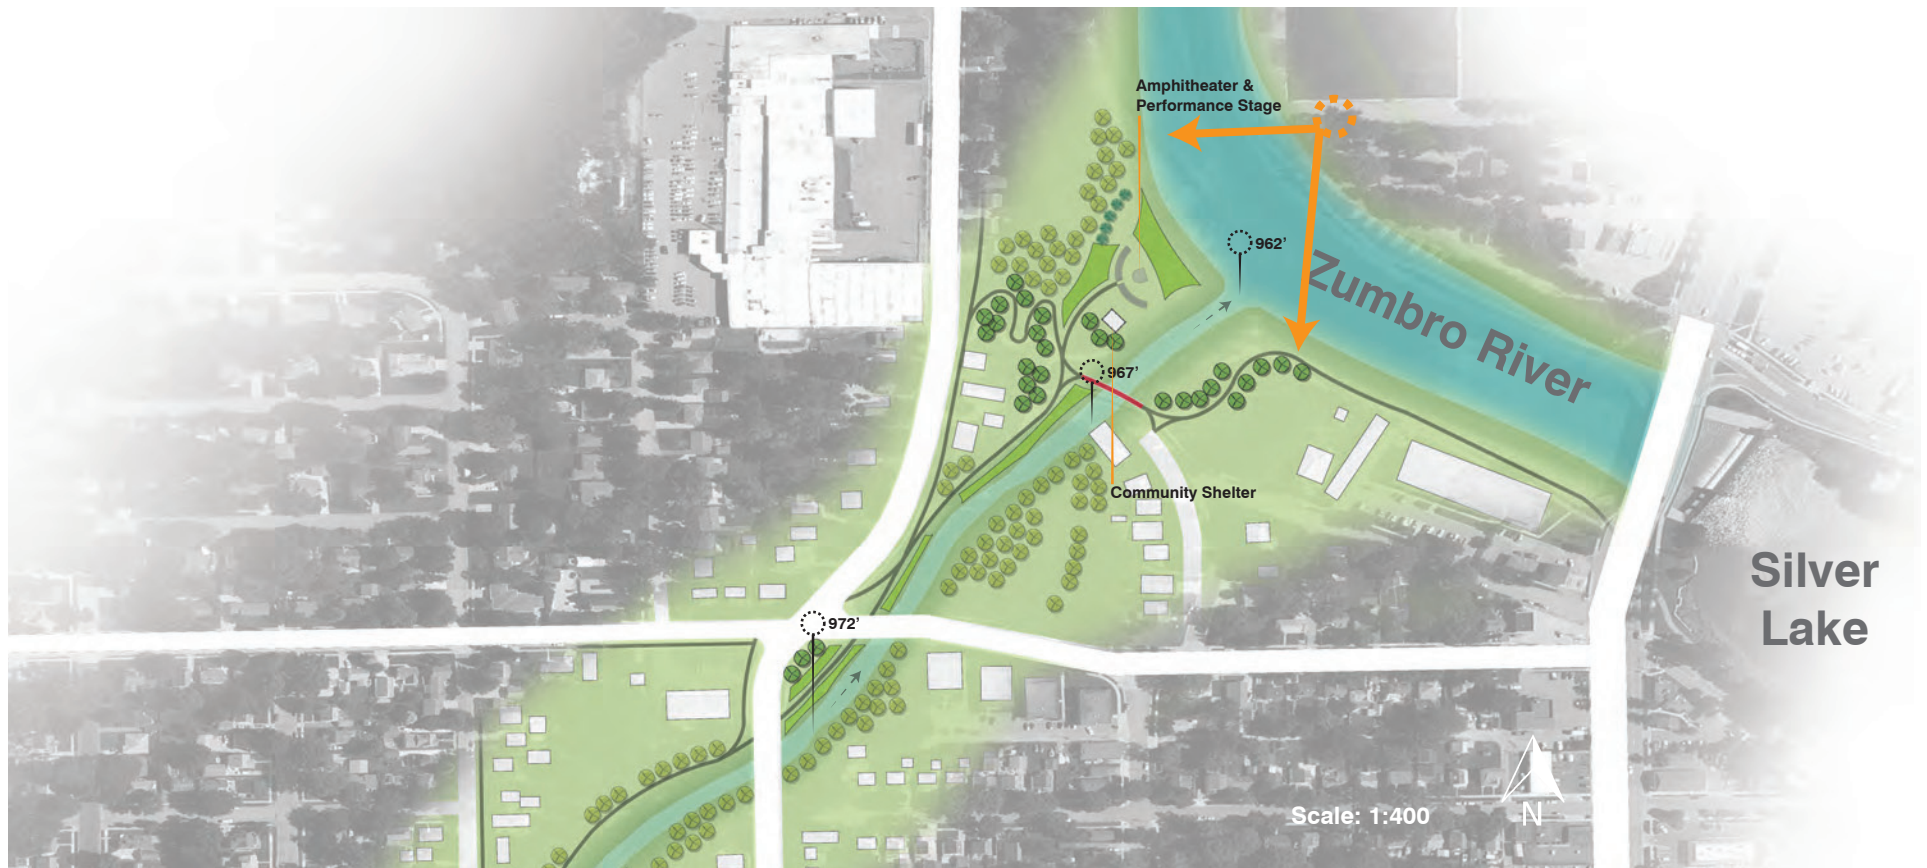 Amphitheater &
Performance Stage
962'
Zumbro River
967'
Community Shelter
Silver
Lake
972'
Scale: 1:400
N